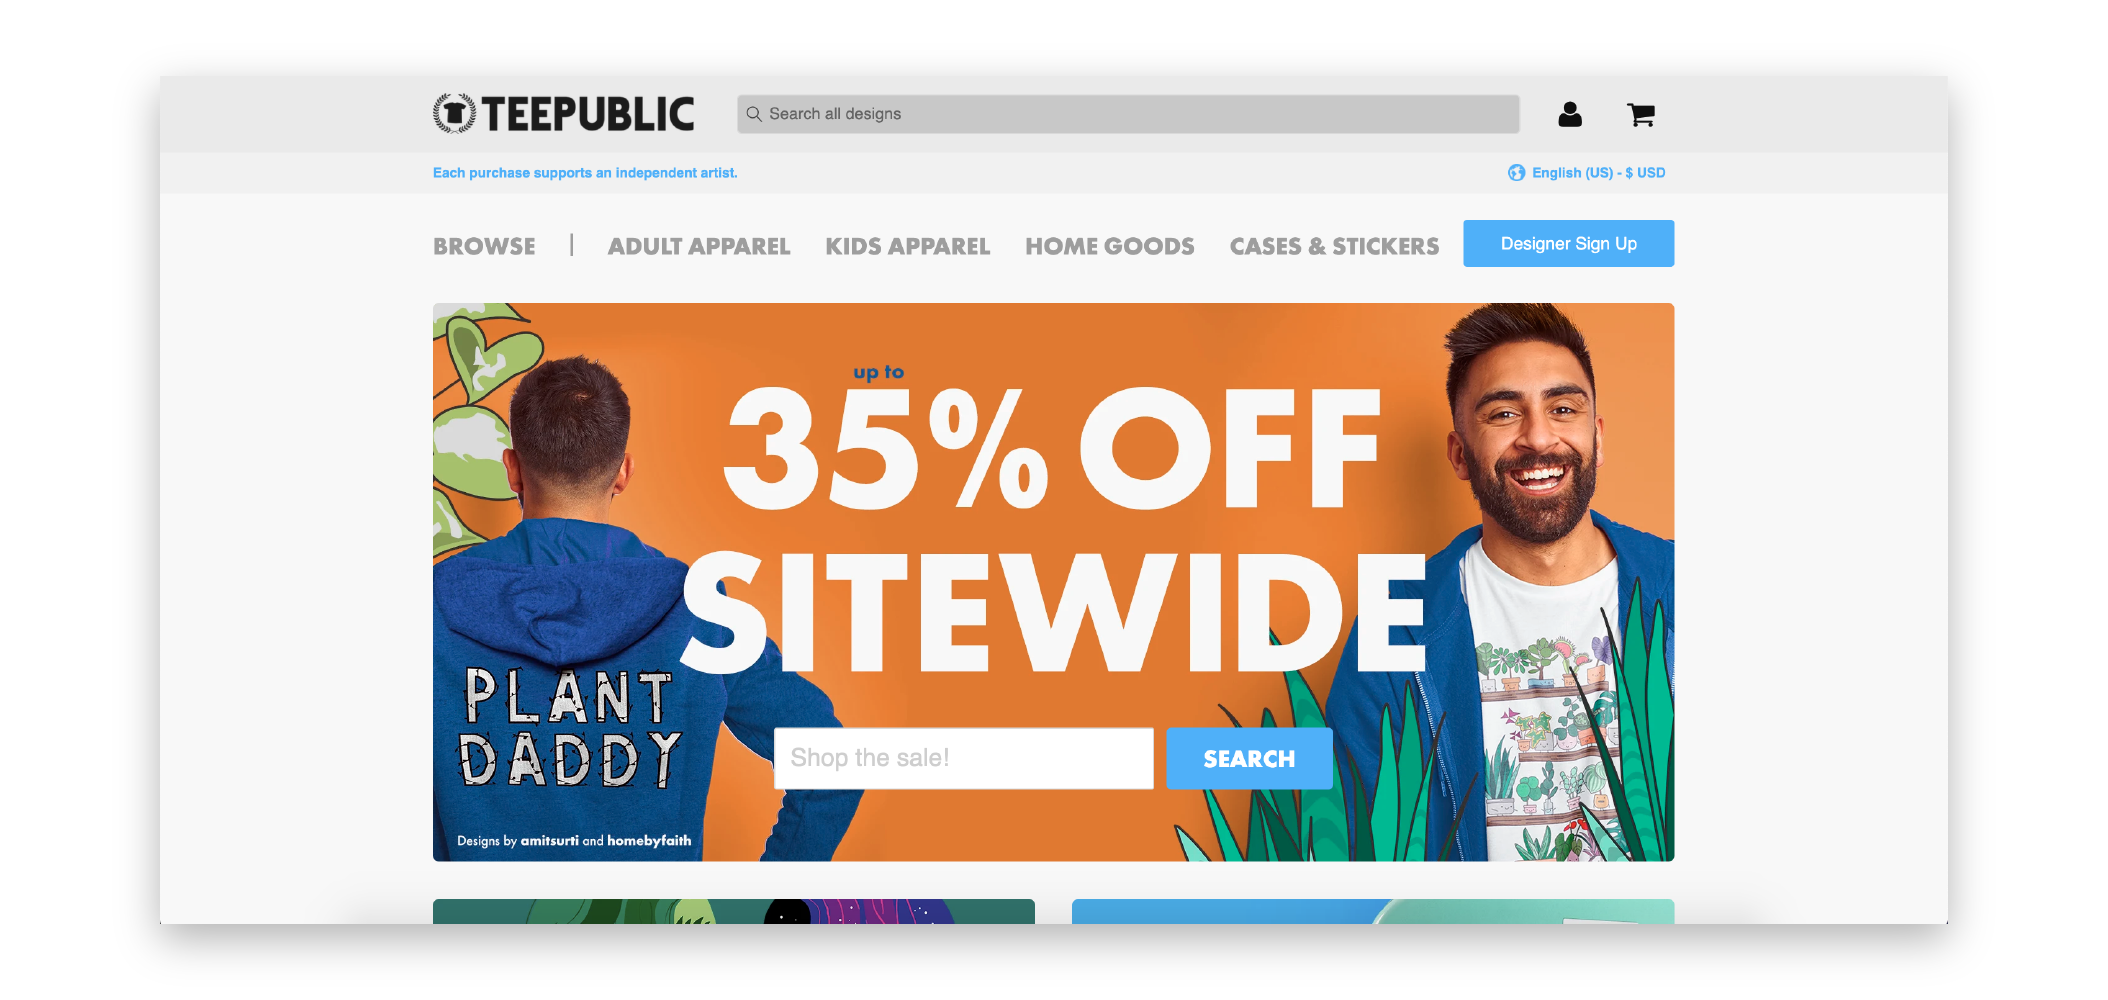 TEEPUBLIC
Search all designs
Each purchase supports an independent artist.
English (US) - $ USD
BROWSE | ADULT APPAREL KIDS APPAREL HOME GOODS CASES & STICKERS
Designer Sign Up
up to
35% OFF
SITEWIDE
PLANT
DADDY
Shop the sale!
SEARCH
Designs by amitsurti and homebyfaith